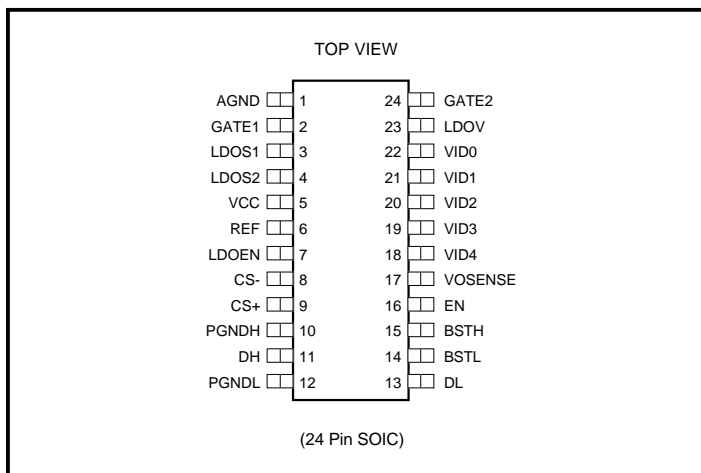 TOP VIEW
AGND 1 24 GATE2
GATE1 2 23 LDOV
LDOS1 3 22 VID0
LDOS2 4 21 VID1
VCC 5 20 VID2
REF 6 19 VID3
LDOEN 7 18 VID4
CS- 8 17 VOSENSE
CS+ 9 16 EN
PGNDH 10 15 BSTH
DH 11 14 BSTL
PGNDL 12 13 DL
(24 Pin SOIC)